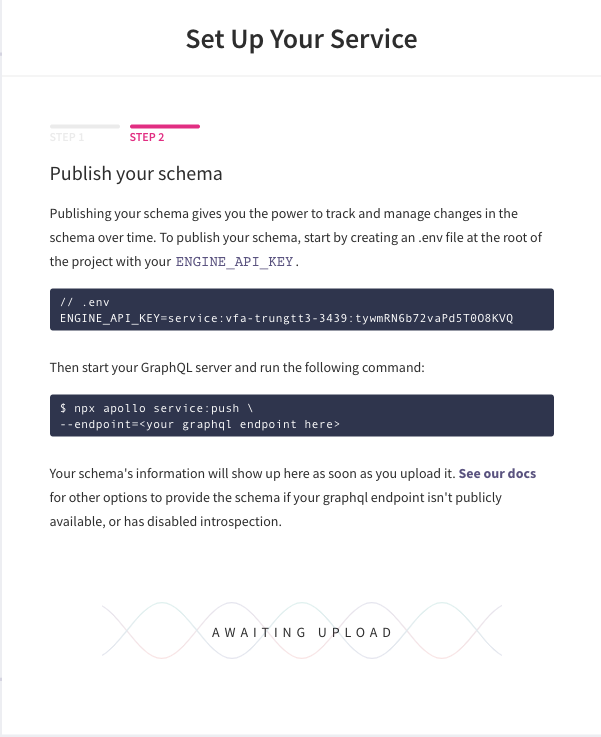 Set Up Your Service
STEP 1 STEP 2
Publish your schema
Publishing your schema gives you the power to track and manage changes in the
schema over time. To publish your schema, start by creating an .env file at the root of
the project with your ENGINE_API_KEY.
// .env
ENGINE_API_KEY=service:vfa-trungtt3-3439:tywmRN6b72vaPd5T0O8KVQ
Then start your GraphQL server and run the following command:
$ npx apollo service:push \
--endpoint=<your graphql endpoint here>
Your schema's information will show up here as soon as you upload it. See our docs
for other options to provide the schema if your graphql endpoint isn't publicly
available, or has disabled introspection.
AWAITING UPLOAD